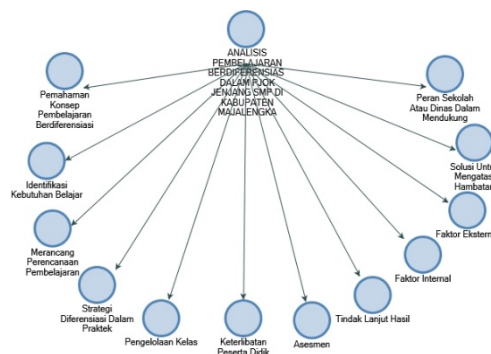 ANALISIS
PEMBELAJARAN
BERDIFERENSIAS
DALAM PJOK
JENJANG SMP DI
KABUPATEN
MAJALENGKA
Pemahaman
Konsep
Pembelajaran
Berdiferensiasi
Identifikasi
Kebutuhan Belajar
Merancang
Perencanaan
Pembelajaran
Strategi
Diferensiasi Dalam
Praktek
Pengelolaan Kelas
Keterlibatan
Peserta Didik
Asesmen
Tindak Lanjut Hasil
Faktor Internal
Faktor Ekstern
Solusi Untu
Mengatas
Hambatan
Peran Sekolah
Atau Dinas Dalam
Mendukung